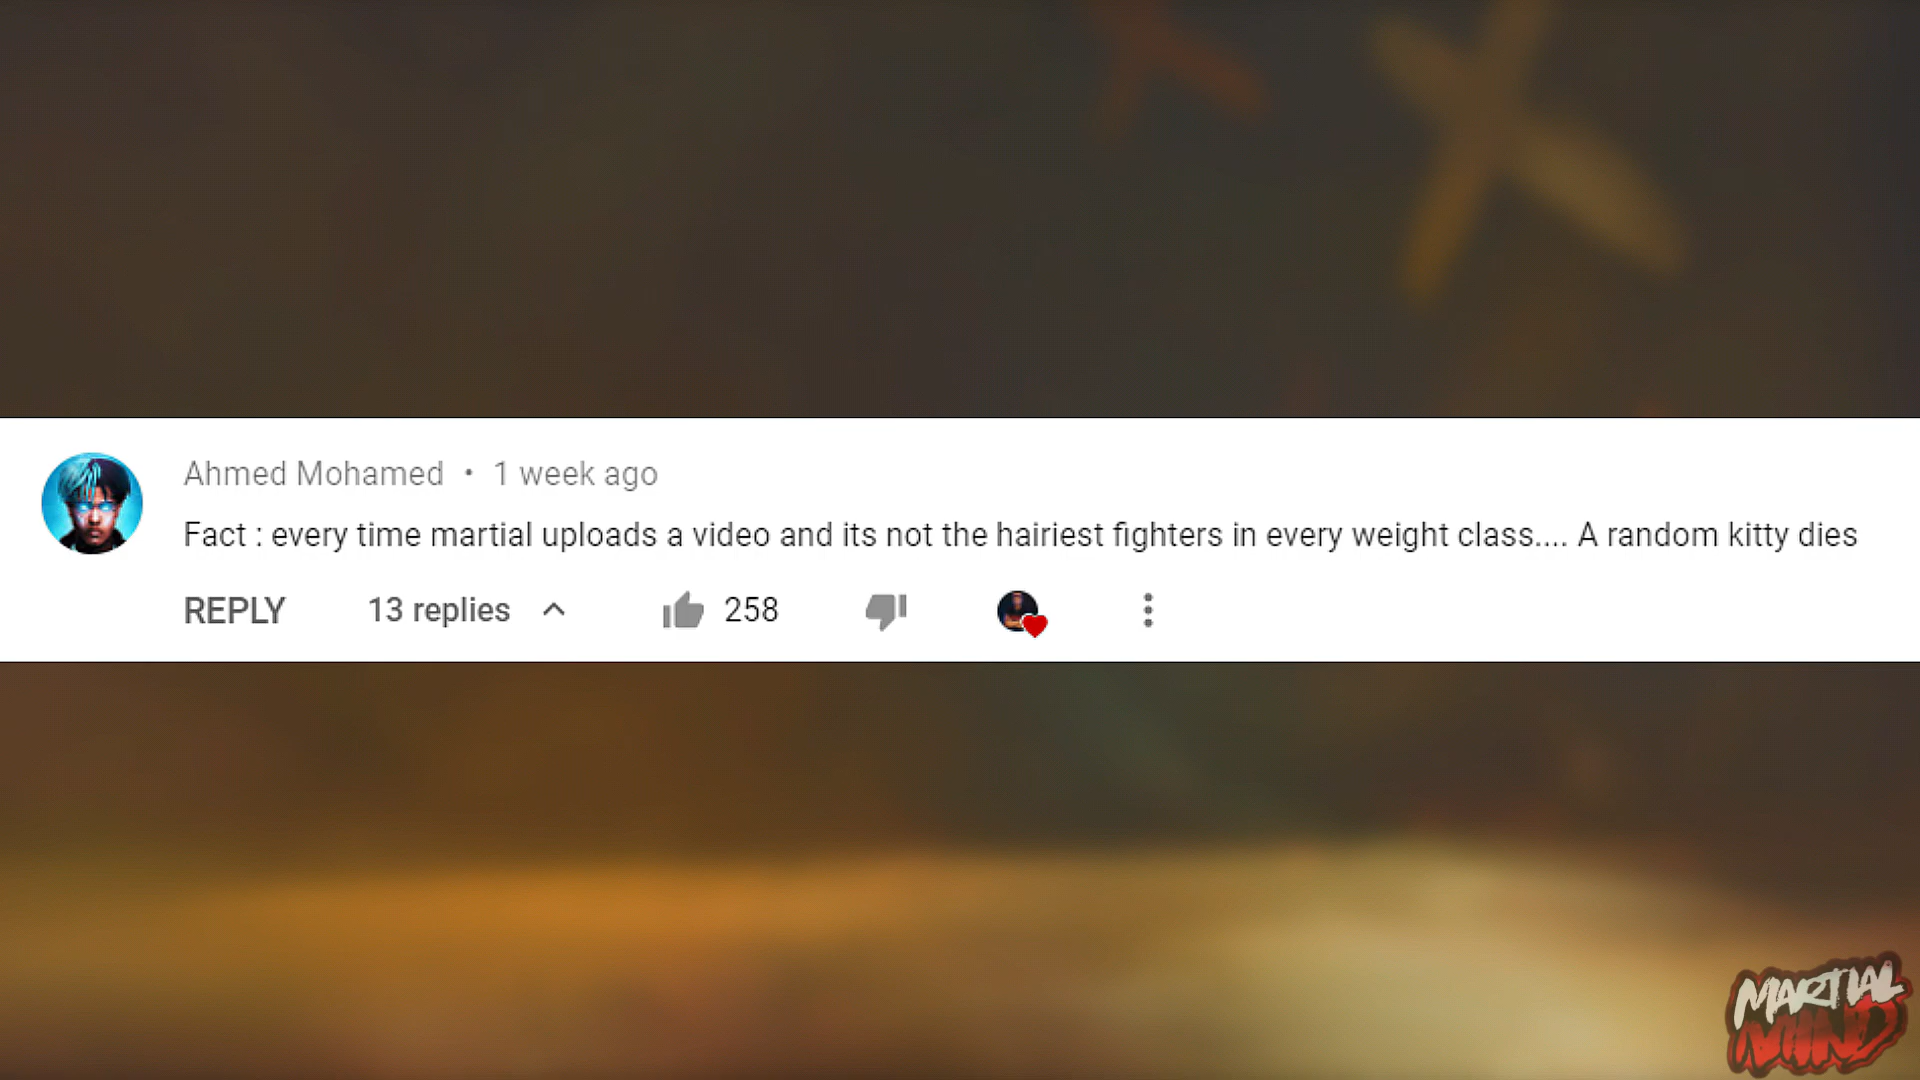 Ahmed Mohamed • 1 week ago
Fact : every time martial uploads a video and its not the hairiest fighters in every weight class.... A random kitty dies
REPLY 13 replies 258
MARTIAL
MIND